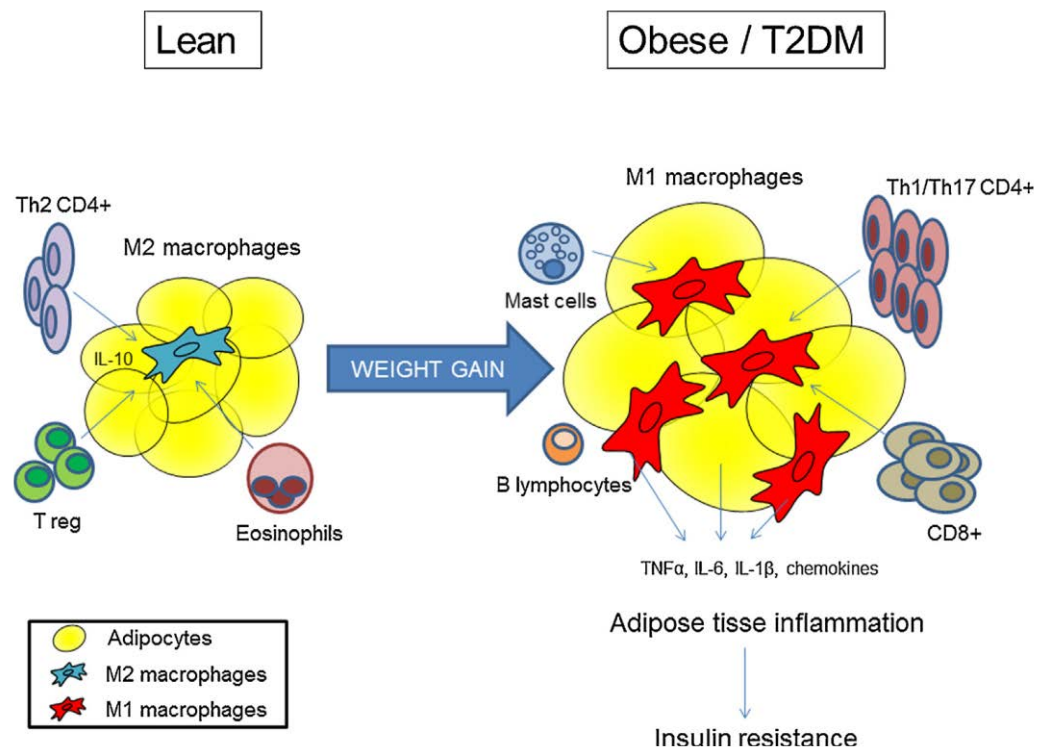 Lean
Obese / T2DM
Th2 CD4+
M2 macrophages
IL-10
T reg
Eosinophils
WEIGHT GAIN
M1 macrophages
Th1/Th17 CD4+
Mast cells
B lymphocytes
CD8+
TNFα, IL-6, IL-1β, chemokines
Adipose tisse inflammation
Insulin resistance
Adipocytes
M2 macrophages
M1 macrophages